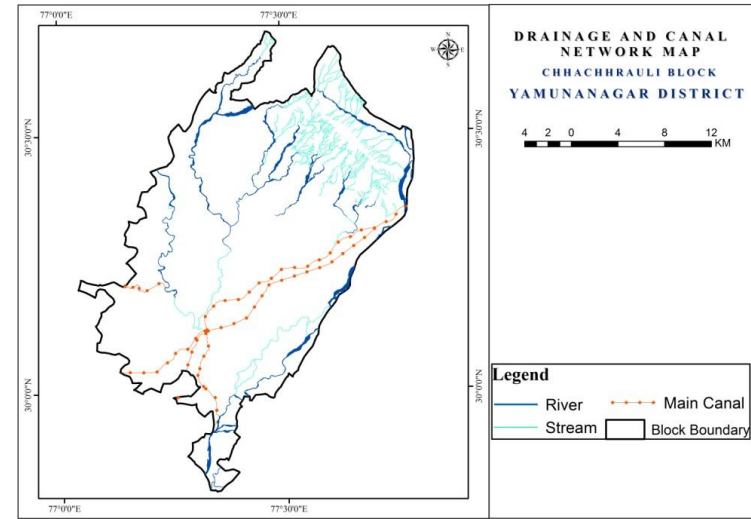 77°0'0"E 77°30'0"E
N
W E
S
30°30'0"N 30°30'0"N
30°0'0"N 30°0'0"N
77°0'0"E 77°30'0"E
DRAINAGE AND CANAL
NETWORK MAP
CHHACHHRAULI BLOCK
YAMUNANAGAR DISTRICT
4 2 0 4 8 12
KM
Legend
River Main Canal
Stream Block Boundary